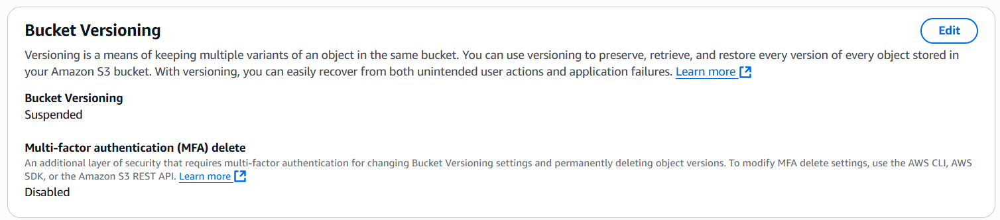 Bucket Versioning
Edit
Versioning is a means of keeping multiple variants of an object in the same bucket. You can use versioning to preserve, retrieve, and restore every version of every object stored in
your Amazon S3 bucket. With versioning, you can easily recover from both unintended user actions and application failures. Learn more
Bucket Versioning
Suspended
Multi-factor authentication (MFA) delete
An additional layer of security that requires multi-factor authentication for changing Bucket Versioning settings and permanently deleting object versions. To modify MFA delete settings, use the AWS CLI, AWS
SDK, or the Amazon S3 REST API. Learn more
Disabled